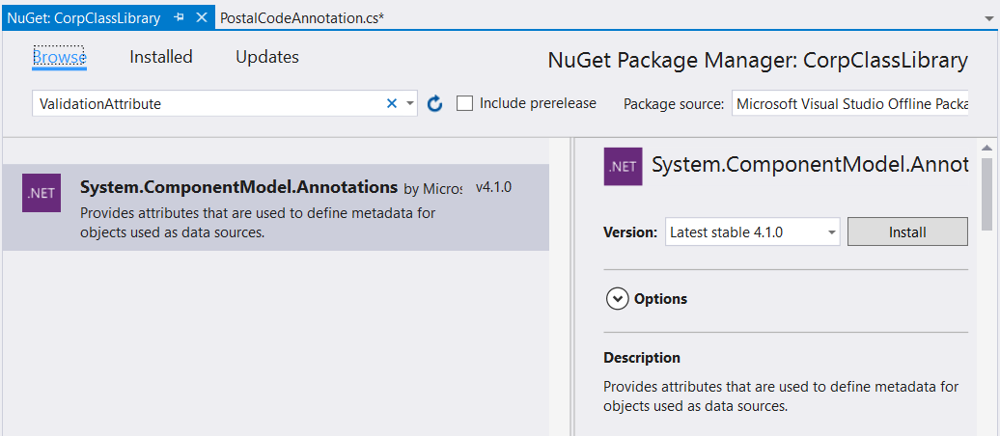 NuGet: CorpClassLibrary
PostalCodeAnnotation.cs*
Browse
Installed
Updates
NuGet Package Manager: CorpClassLibrary
ValidationAttribute
Include prerelease
Package source:
Microsoft Visual Studio Offline Packa
.NET
System.ComponentModel.Annotations by Micros
v4.1.0
Provides attributes that are used to define metadata for
objects used as data sources.
.NET
System.ComponentModel.Annot
Version:
Latest stable 4.1.0
Install
Options
Description
Provides attributes that are used to define metadata for
objects used as data sources.